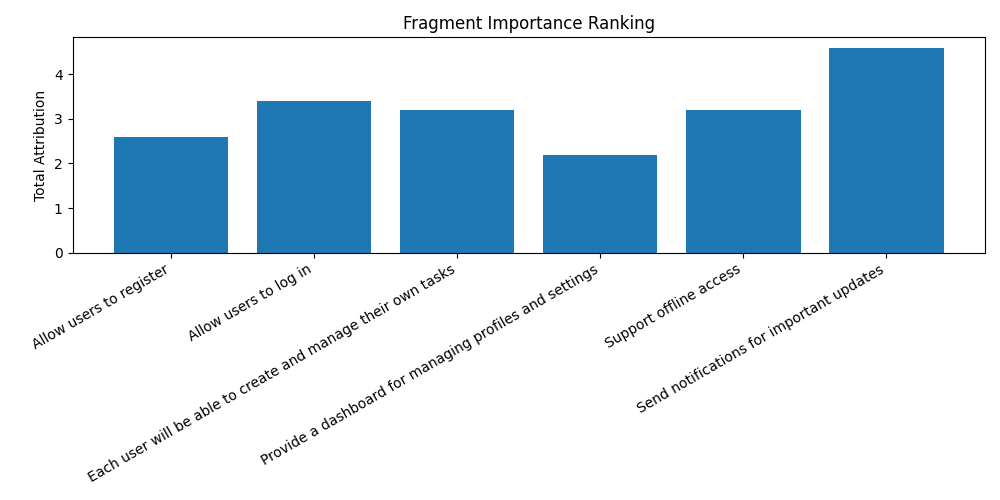 Fragment Importance Ranking
Total Attribution
4
3
2
1
0
Allow users to register
Allow users to log in
Each user will be able to create and manage their own tasks
Provide a dashboard for managing profiles and settings
Support offline access
Send notifications for important updates